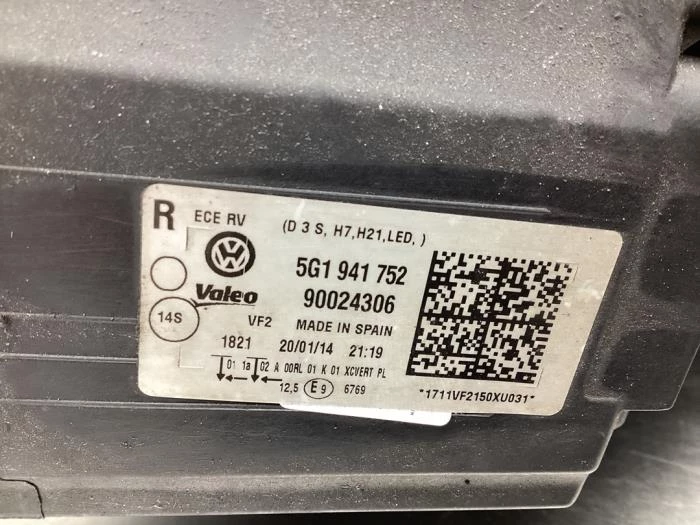 R ECE RV (D 3 S, H7,H21,LED, )
5G1 941 752
Valeo 90024306
14S VF2 MADE IN SPAIN
1821 20/01/14 21:19
01 1a 02 A 00RL 01 K 01 XCVERT PL
12,5 E9 6769
*1711VF2150XU031*